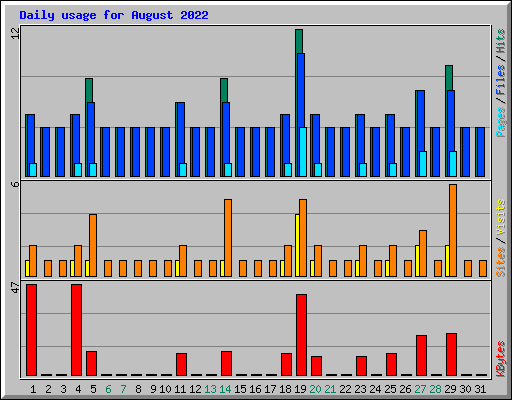 Daily usage for August 2022
12
Pages / Files / Hits
6
Sites / Visits
47
KBytes
1 2 3 4 5 6 7 8 9 10 11 12 13 14 15 16 17 18 19 20 21 22 23 24 25 26 27 28 29 30 31